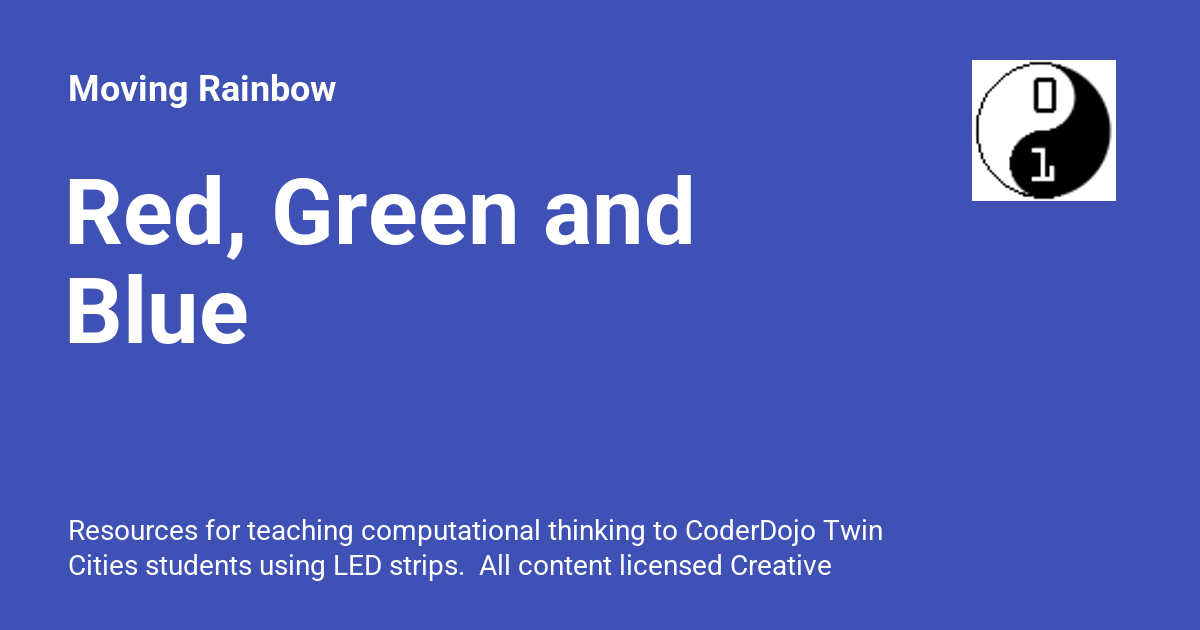 Moving Rainbow
0
1
Red, Green and
Blue
Resources for teaching computational thinking to CoderDojo Twin
Cities students using LED strips.  All content licensed Creative